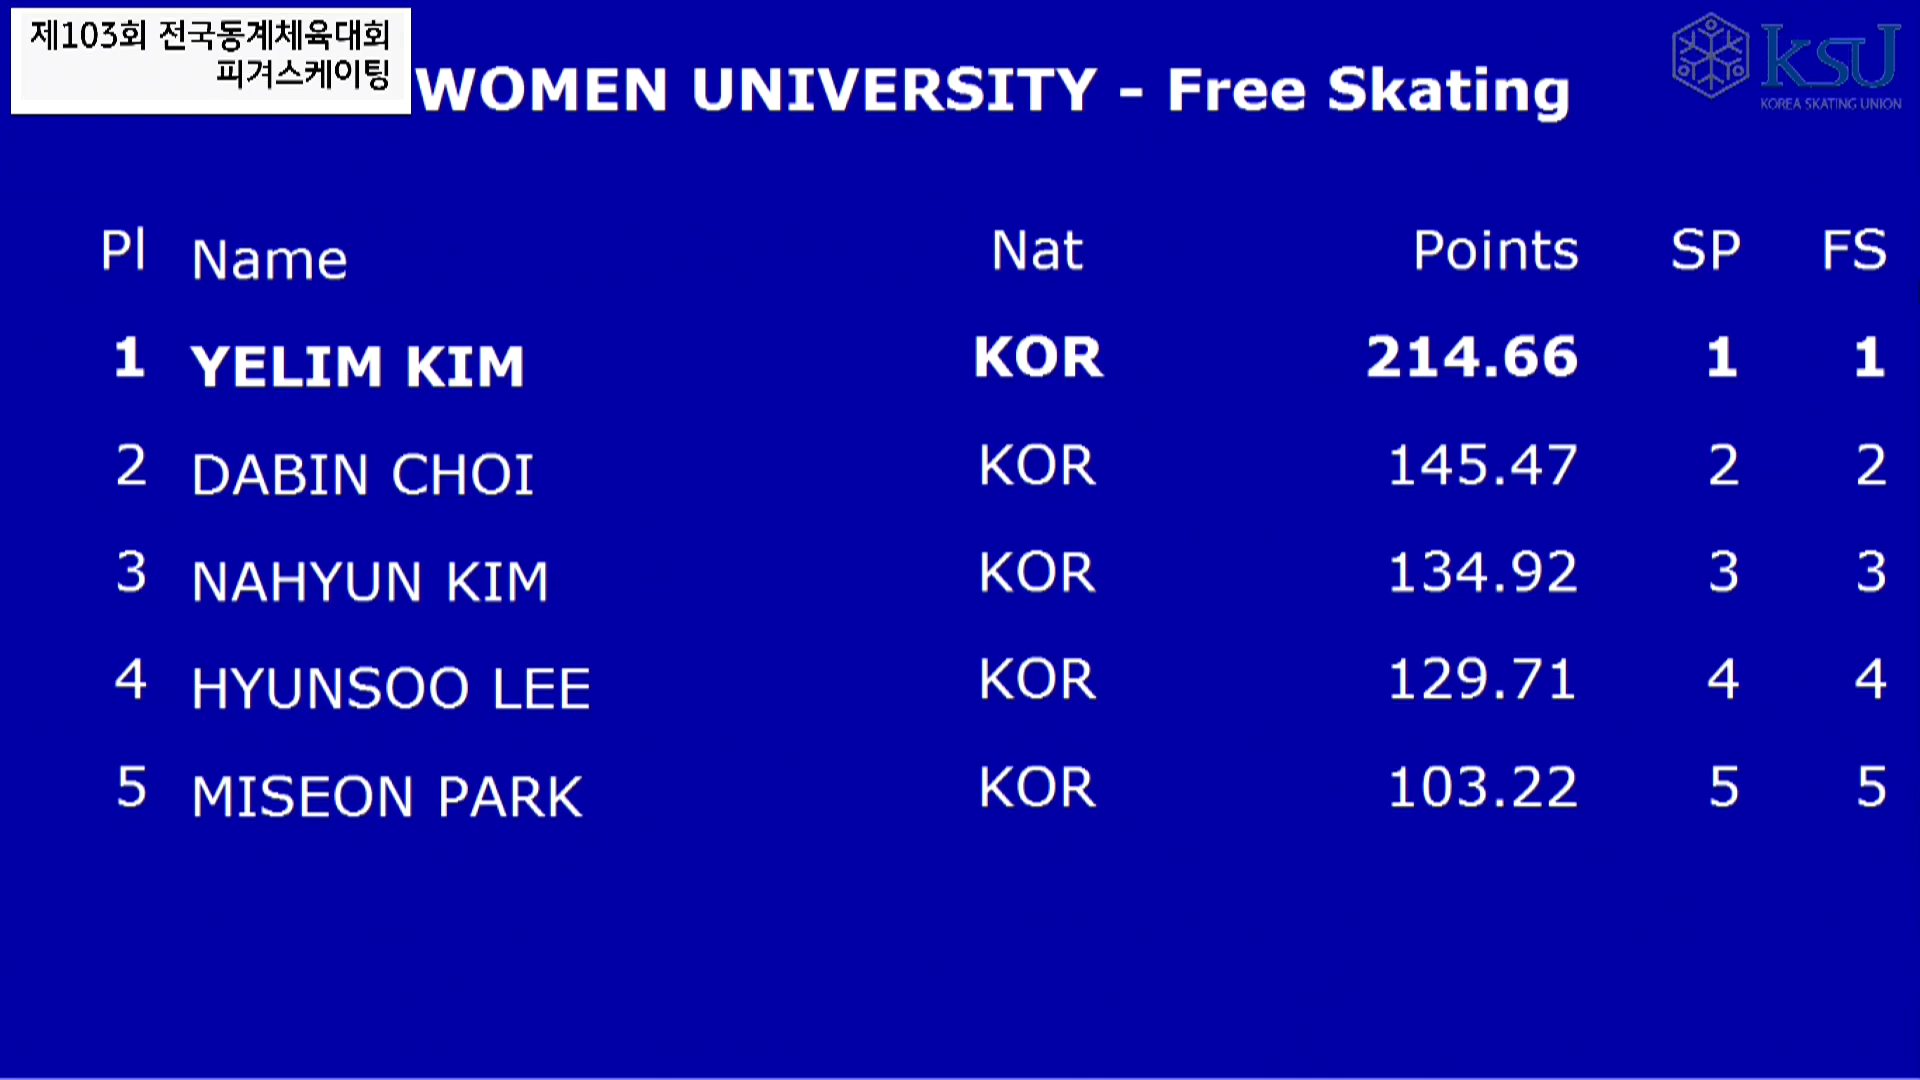 제103회 전국동계체육대회
피겨스케이팅
WOMEN UNIVERSITY - Free Skating
KSU
KOREA SKATING UNION
Pl Name Nat Points SP FS
1 YELIM KIM KOR 214.66 1 1
2 DABIN CHOI KOR 145.47 2 2
3 NAHYUN KIM KOR 134.92 3 3
4 HYUNSOO LEE KOR 129.71 4 4
5 MISEON PARK KOR 103.22 5 5